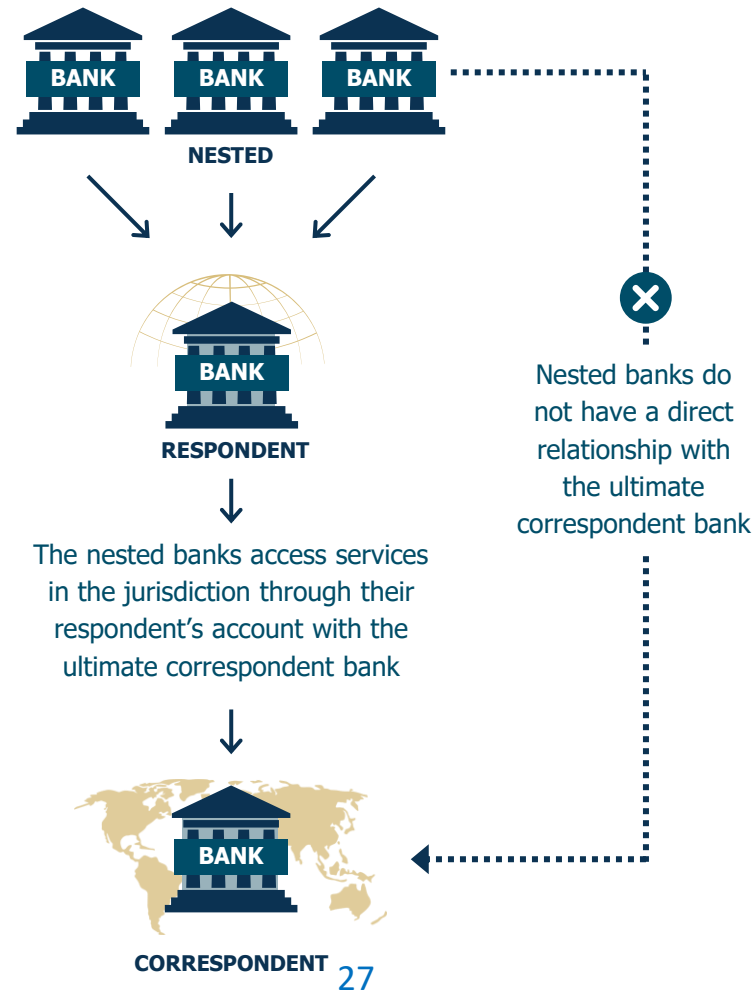 BANK BANK BANK
NESTED
BANK
RESPONDENT
Nested banks do
not have a direct
relationship with
the ultimate
correspondent bank
The nested banks access services
in the jurisdiction through their
respondent’s account with the
ultimate correspondent bank
BANK
CORRESPONDENT
27